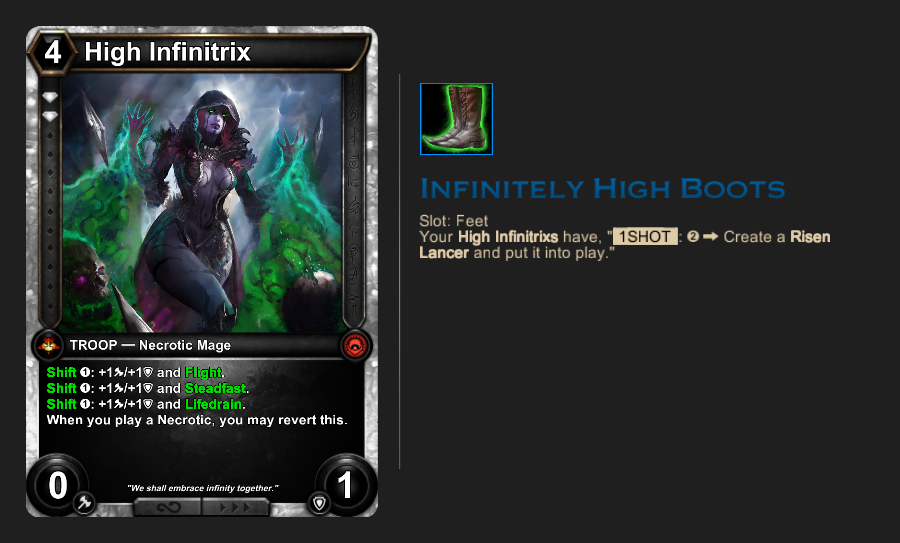 4 High Infinitrix
TROOP — Necrotic Mage
Shift ❶: +1/+1 and Flight.
Shift ❶: +1/+1 and Steadfast.
Shift ❶: +1/+1 and Lifedrain.
When you play a Necrotic, you may revert this.
"We shall embrace infinity together."
0
1
Infinitely High Boots
Slot: Feet
Your High Infinitrixs have, "1SHOT : ❷ ➡ Create a Risen
Lancer and put it into play."